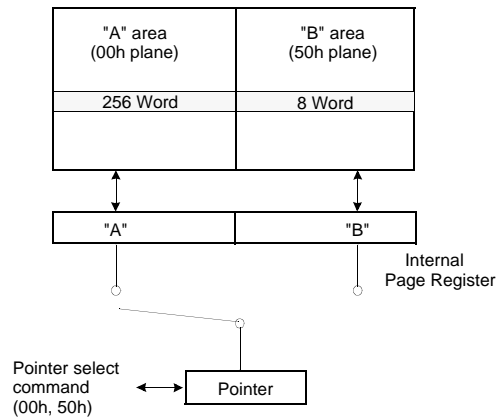 "A" area
(00h plane)
"B" area
(50h plane)
256 Word
8 Word
"A"
"B"
Internal
Page Register
Pointer select
command
(00h, 50h)
Pointer